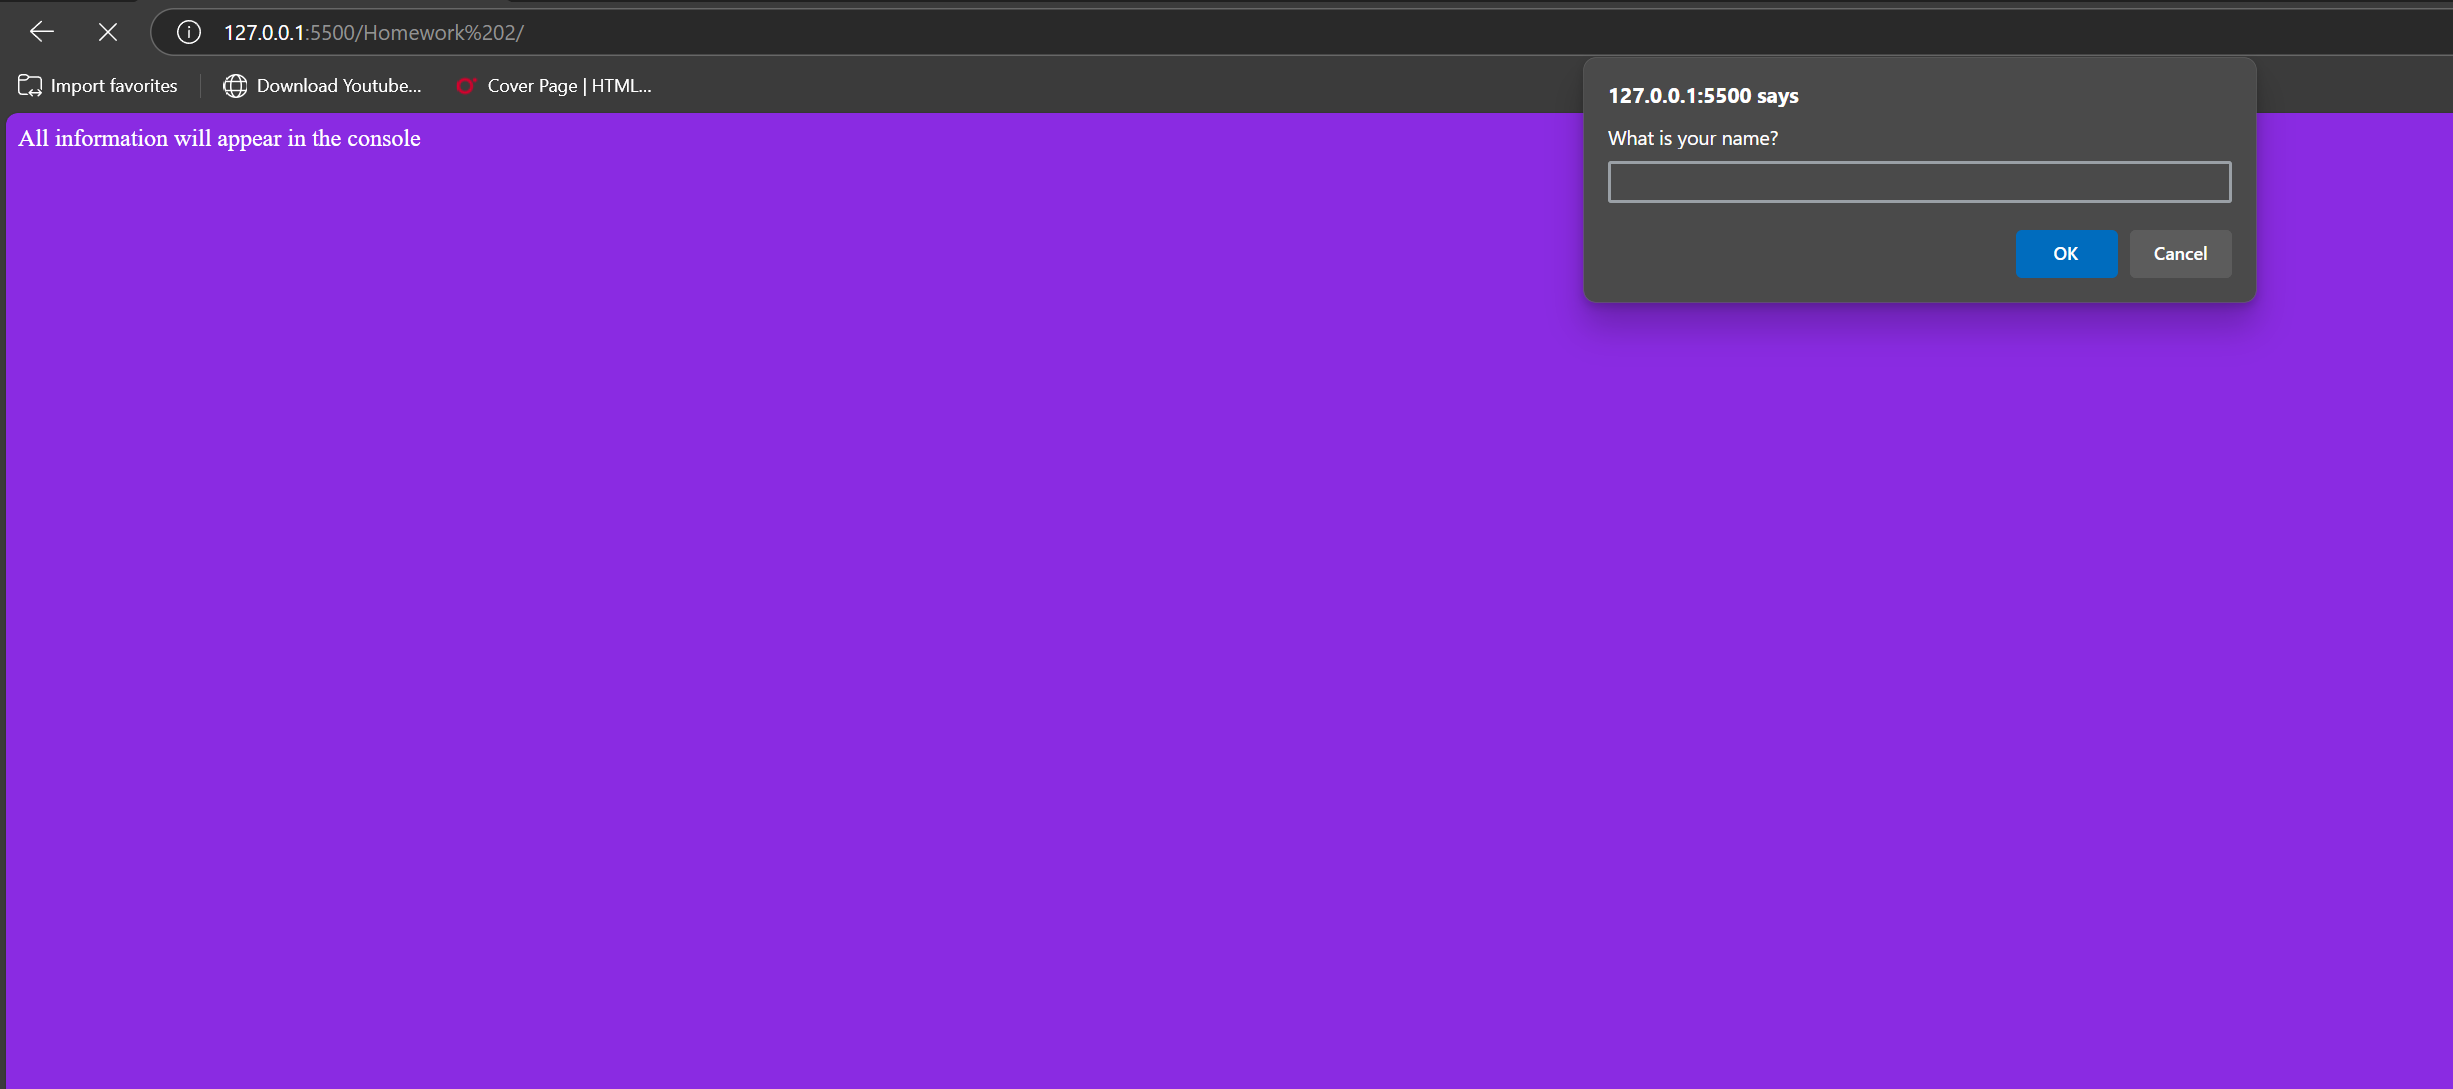 127.0.0.1:5500/Homework%202/
Import favorites
Download Youtube...
Cover Page | HTML...
127.0.0.1:5500 says
What is your name?
OK
Cancel
All information will appear in the console